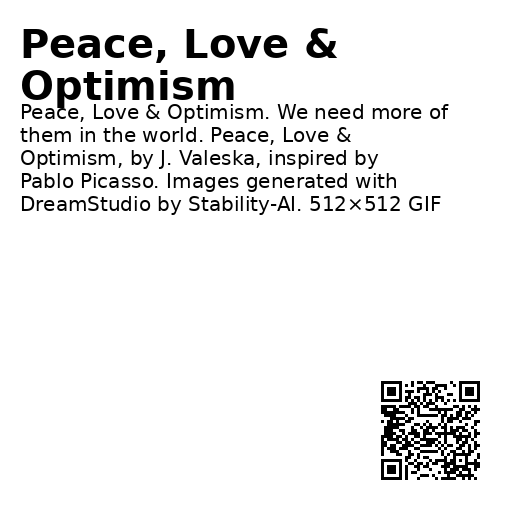 Peace, Love &
Optimism
Peace, Love & Optimism. We need more of
them in the world. Peace, Love &
Optimism, by J. Valeska, inspired by
Pablo Picasso. Images generated with
DreamStudio by Stability-AI. 512×512 GIF